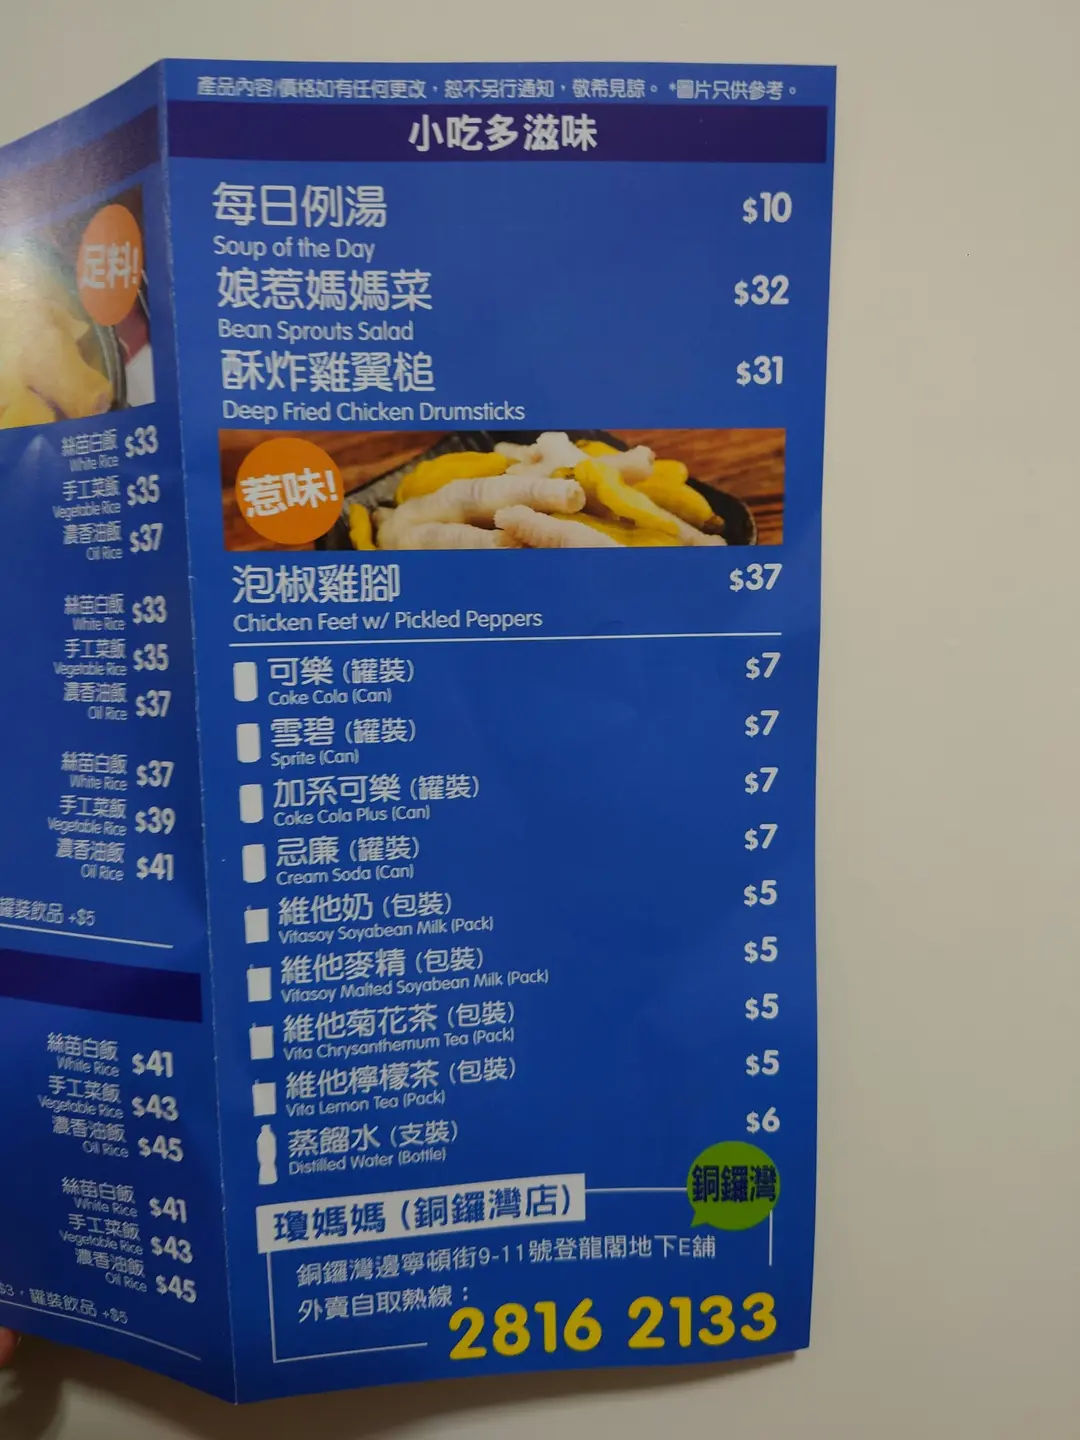 足料!
絲苗白飯 $33
White Rice
手工菜飯 $35
Vegetable Rice
濃香油飯 $37
Oil Rice
絲苗白飯 $33
White Rice
手工菜飯 $35
Vegetable Rice
濃香油飯 $37
Oil Rice
絲苗白飯 $37
White Rice
手工菜飯 $39
Vegetable Rice
濃香油飯 $41
Oil Rice
罐裝飲品 +$5
絲苗白飯 $41
White Rice
手工菜飯 $43
Vegetable Rice
濃香油飯 $45
Oil Rice
絲苗白飯 $41
White Rice
手工菜飯 $43
Vegetable Rice
濃香油飯 $45
Oil Rice
$3，罐裝飲品 +$5
產品內容/價格如有任何更改，恕不另行通知，敬希見諒。 *圖片只供參考。
小吃多滋味
每日例湯 $10
Soup of the Day
娘惹媽媽菜 $32
Bean Sprouts Salad
酥炸雞翼槌 $31
Deep Fried Chicken Drumsticks
惹味!
泡椒雞腳 $37
Chicken Feet w/ Pickled Peppers
可樂 (罐裝) $7
Coke Cola (Can)
雪碧 (罐裝) $7
Sprite (Can)
加系可樂 (罐裝) $7
Coke Cola Plus (Can)
忌廉 (罐裝) $7
Cream Soda (Can)
維他奶 (包裝) $5
Vitasoy Soyabean Milk (Pack)
維他麥精 (包裝) $5
Vitasoy Malted Soyabean Milk (Pack)
維他菊花茶 (包裝) $5
Vita Chrysanthemum Tea (Pack)
維他檸檬茶 (包裝) $5
Vita Lemon Tea (Pack)
蒸餾水 (支裝) $6
Distilled Water (Bottle)
銅鑼灣
瓊媽媽 (銅鑼灣店)
銅鑼灣邊寧頓街9-11號登龍閣地下E舖
外賣自取熱線：
2816 2133